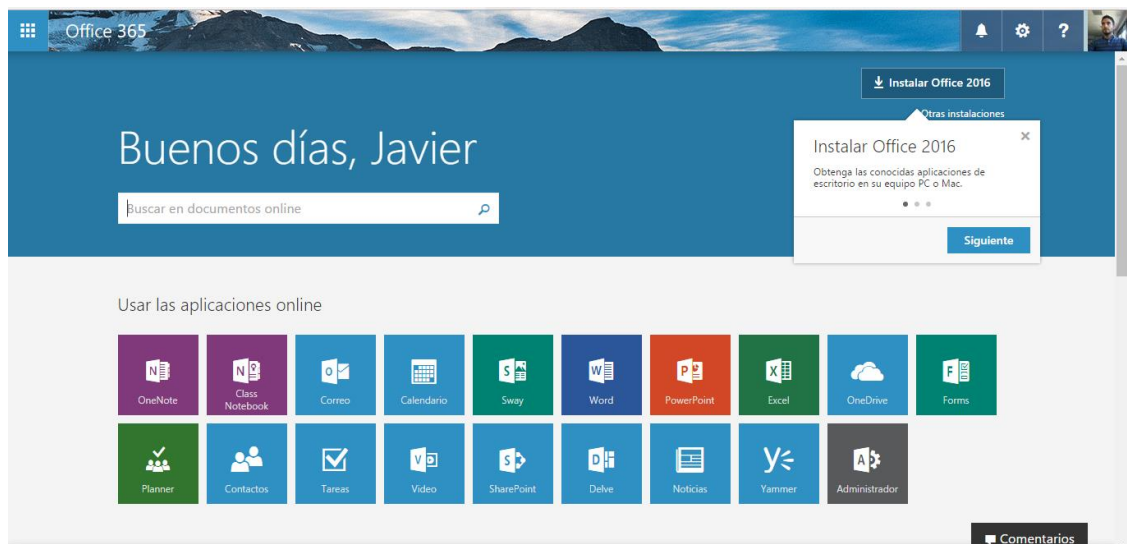 Office 365
?
Instalar Office 2016
Otras instalaciones
Buenos días, Javier
Buscar en documentos online
Instalar Office 2016
Obtenga las conocidas aplicaciones de
escritorio en su equipo PC o Mac.
Siguiente
Usar las aplicaciones online
OneNote
Class
Notebook
Correo
Calendario
Sway
Word
PowerPoint
Excel
OneDrive
Forms
Planner
Contactos
Tareas
Video
SharePoint
Delve
Noticias
Yammer
Administrador
Comentarios